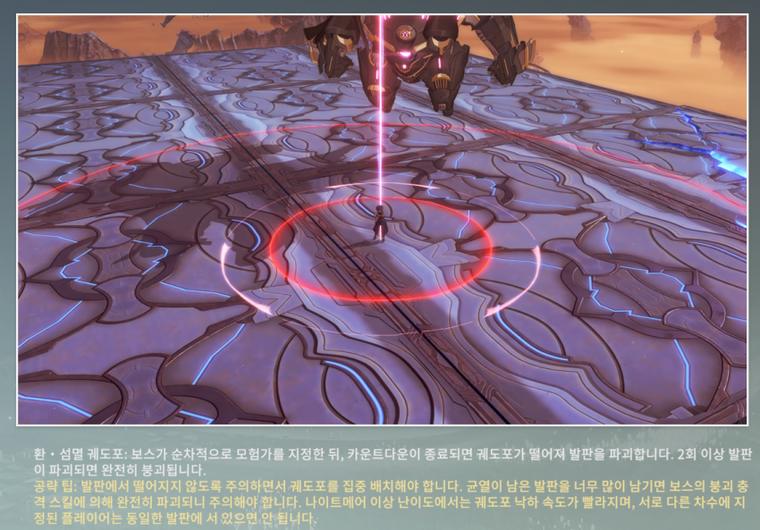 환・섬멸 궤도포: 보스가 순차적으로 모험가를 지정한 뒤, 카운트다운이 종료되면 궤도포가 떨어져 발판을 파괴합니다. 2회 이상 발판
이 파괴되면 완전히 붕괴됩니다.
공략 팁: 발판에서 떨어지지 않도록 주의하면서 궤도포를 집중 배치해야 합니다. 균열이 남은 발판을 너무 많이 남기면 보스의 붕괴 충
격 스킬에 의해 완전히 파괴되니 주의해야 합니다. 나이트메어 이상 난이도에서는 궤도포 낙하 속도가 빨라지며, 서로 다른 차수에 지
정된 플레이어는 동일한 발판에 서 있으면 안 됩니다.